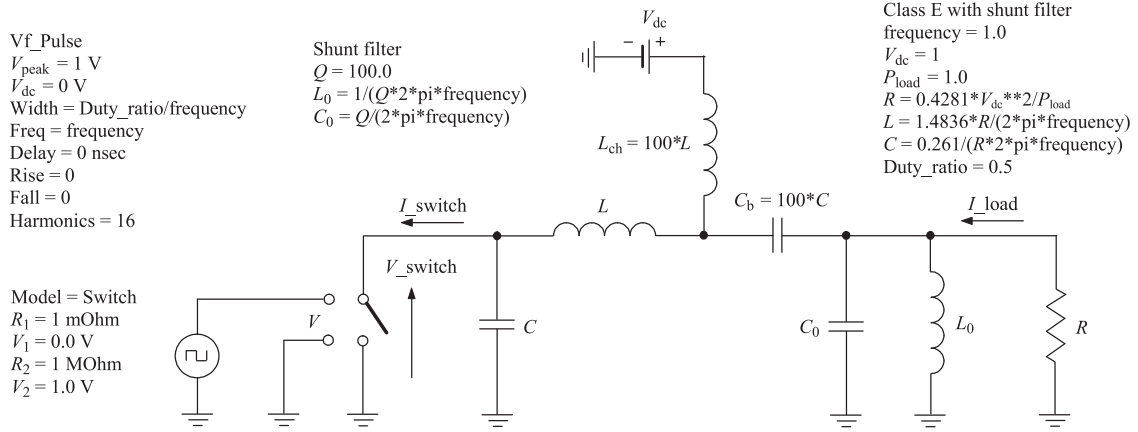 Vf_Pulse
V_peak = 1 V
V_dc = 0 V
Width = Duty_ratio/frequency
Freq = frequency
Delay = 0 nsec
Rise = 0
Fall = 0
Harmonics = 16
Shunt filter
Q = 100.0
L_0 = 1/(Q*2*pi*frequency)
C_0 = Q/(2*pi*frequency)
V_dc
− +
Class E with shunt filter
frequency = 1.0
V_dc = 1
P_load = 1.0
R = 0.4281*V_dc**2/P_load
L = 1.4836*R/(2*pi*frequency)
C = 0.261/(R*2*pi*frequency)
Duty_ratio = 0.5
L_ch = 100*L
I_switch
L
C_b = 100*C
I_load
V_switch
Model = Switch
R_1 = 1 mOhm
V_1 = 0.0 V
R_2 = 1 MOhm
V_2 = 1.0 V
V
C
C_0
L_0
R